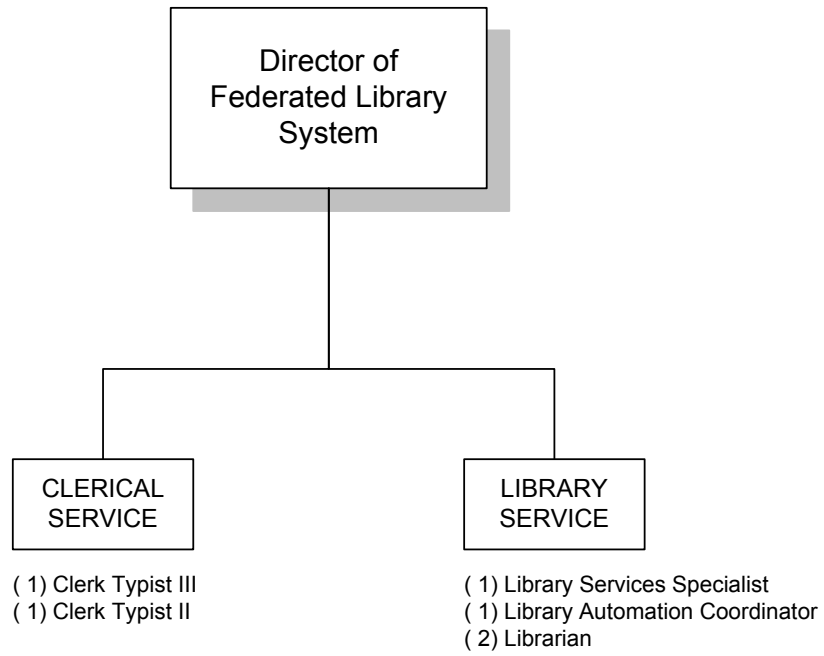 Director of
Federated Library
System
CLERICAL
SERVICE
( 1) Clerk Typist III
( 1) Clerk Typist II
LIBRARY
SERVICE
( 1) Library Services Specialist
( 1) Library Automation Coordinator
( 2) Librarian